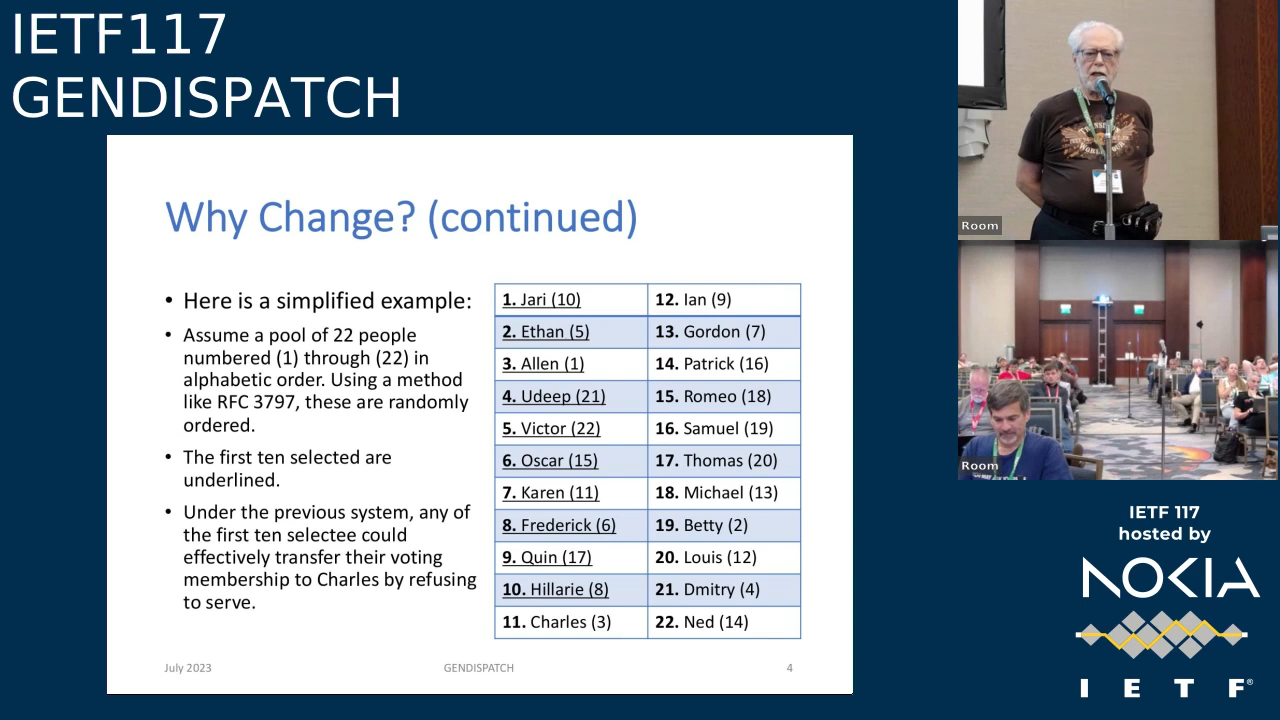 IETF117
GENDISPATCH
Why Change? (continued)
• Here is a simplified example:
• Assume a pool of 22 people
numbered (1) through (22) in
alphabetic order. Using a method
like RFC 3797, these are randomly
ordered.
• The first ten selected are
underlined.
• Under the previous system, any of
the first ten selectee could
effectively transfer their voting
membership to Charles by refusing
to serve.
1. Jari (10) 12. Ian (9)
2. Ethan (5) 13. Gordon (7)
3. Allen (1) 14. Patrick (16)
4. Udeep (21) 15. Romeo (18)
5. Victor (22) 16. Samuel (19)
6. Oscar (15) 17. Thomas (20)
7. Karen (11) 18. Michael (13)
8. Frederick (6) 19. Betty (2)
9. Quin (17) 20. Louis (12)
10. Hillarie (8) 21. Dmitry (4)
11. Charles (3) 22. Ned (14)
July 2023 GENDISPATCH 4
Room
Room
IETF 117
hosted by
NOKIA
I E T F®